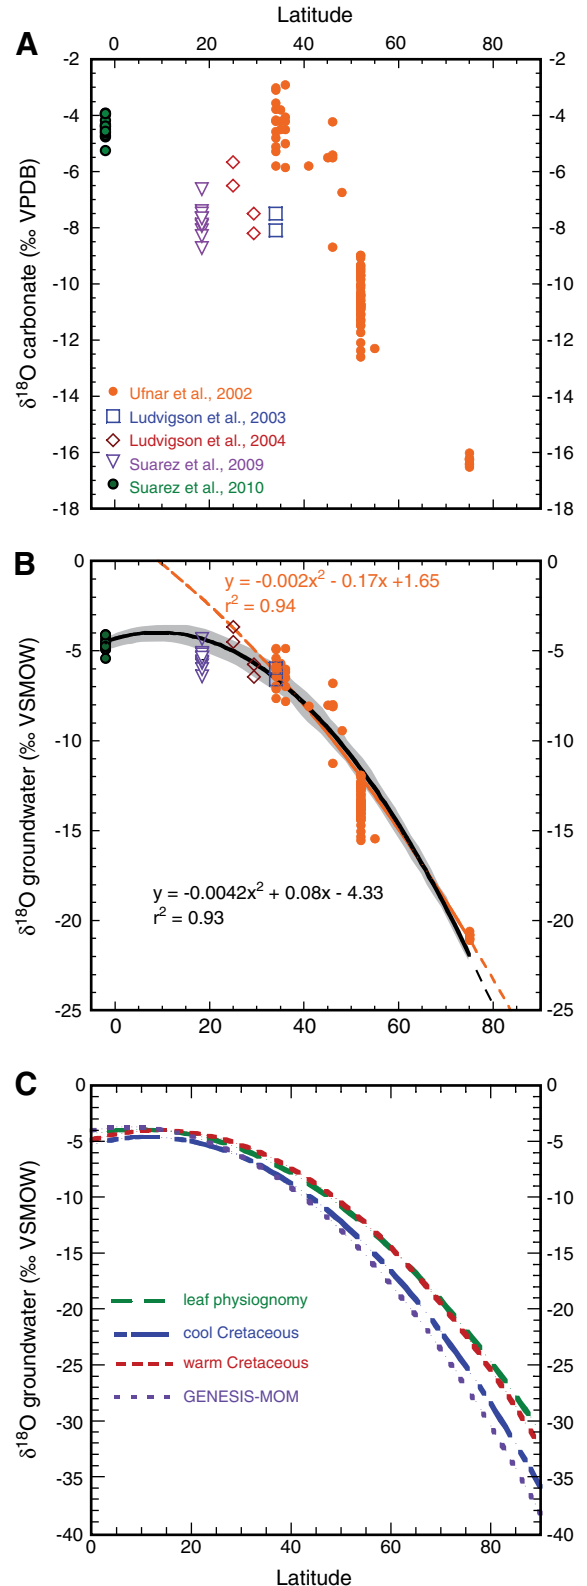 Latitude
A
0 20 40 60 80
-2 -2
-4 -4
-6 -6
-8 -8
-10 -10
-12 -12
-14 -14
-16 -16
-18 -18
δ18O carbonate (‰ VPDB)
Ufnar et al., 2002
Ludvigson et al., 2003
Ludvigson et al., 2004
Suarez et al., 2009
Suarez et al., 2010
B
0 0
-5 -5
-10 -10
-15 -15
-20 -20
-25 -25
δ18O groundwater (‰ VSMOW)
y = -0.002x2 - 0.17x +1.65
r2 = 0.94
y = -0.0042x2 + 0.08x - 4.33
r2 = 0.93
0 20 40 60 80
C
0 0
-5 -5
-10 -10
-15 -15
-20 -20
-25 -25
-30 -30
-35 -35
-40 -40
δ18O groundwater (‰ VSMOW)
leaf physiognomy
cool Cretaceous
warm Cretaceous
GENESIS-MOM
0 20 40 60 80
Latitude